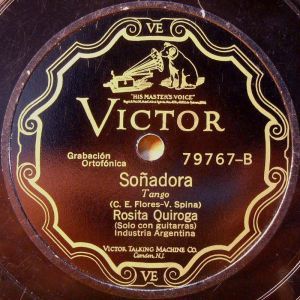 VE
"HIS MASTER'S VOICE"
VICTOR
Grabación
Ortofónica
79767-B
Soñadora
Tango
(C. E. Flores-V. Spina)
Rosita Quiroga
(Solo con guitarras)
Industria Argentina
VICTOR TALKING MACHINE CO.
Camden, N.J.
VE